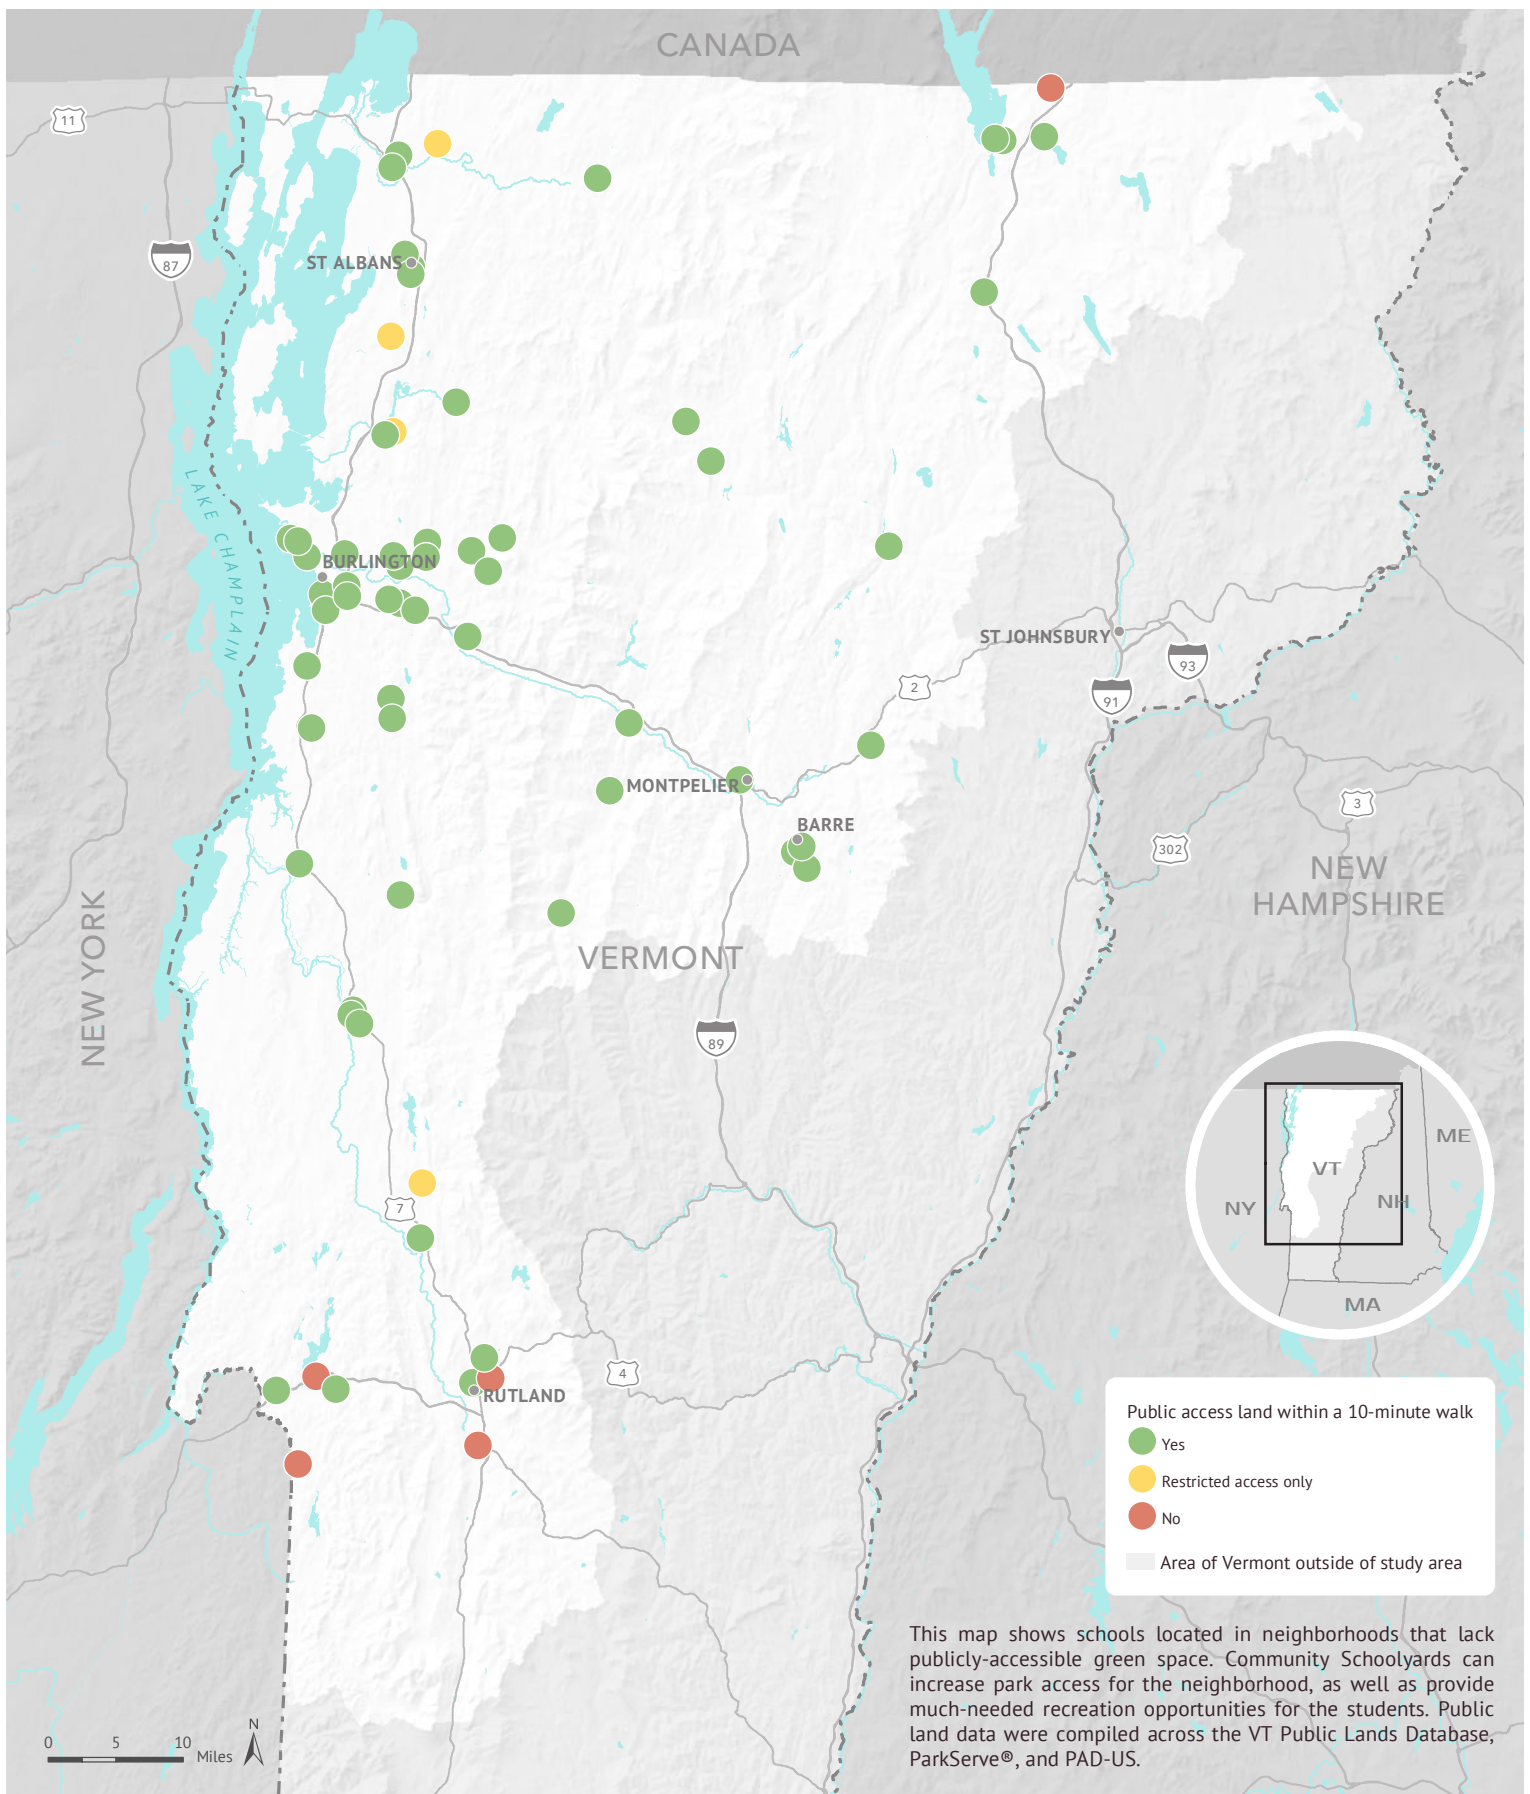 CANADA
11
87
ST ALBANS
LAKE CHAMPLAIN
BURLINGTON
ST JOHNSBURY
93
2
91
MONTPELIER
BARRE
3
302
NEW
HAMPSHIRE
NEW YORK
VERMONT
89
ME
VT
NY
NH
MA
7
4
RUTLAND
Public access land within a 10-minute walk
Yes
Restricted access only
No
Area of Vermont outside of study area
This map shows schools located in neighborhoods that lack
publicly-accessible green space. Community Schoolyards can
increase park access for the neighborhood, as well as provide
much-needed recreation opportunities for the students. Public
land data were compiled across the VT Public Lands Database,
ParkServe®, and PAD-US.
0 5 10
Miles
N